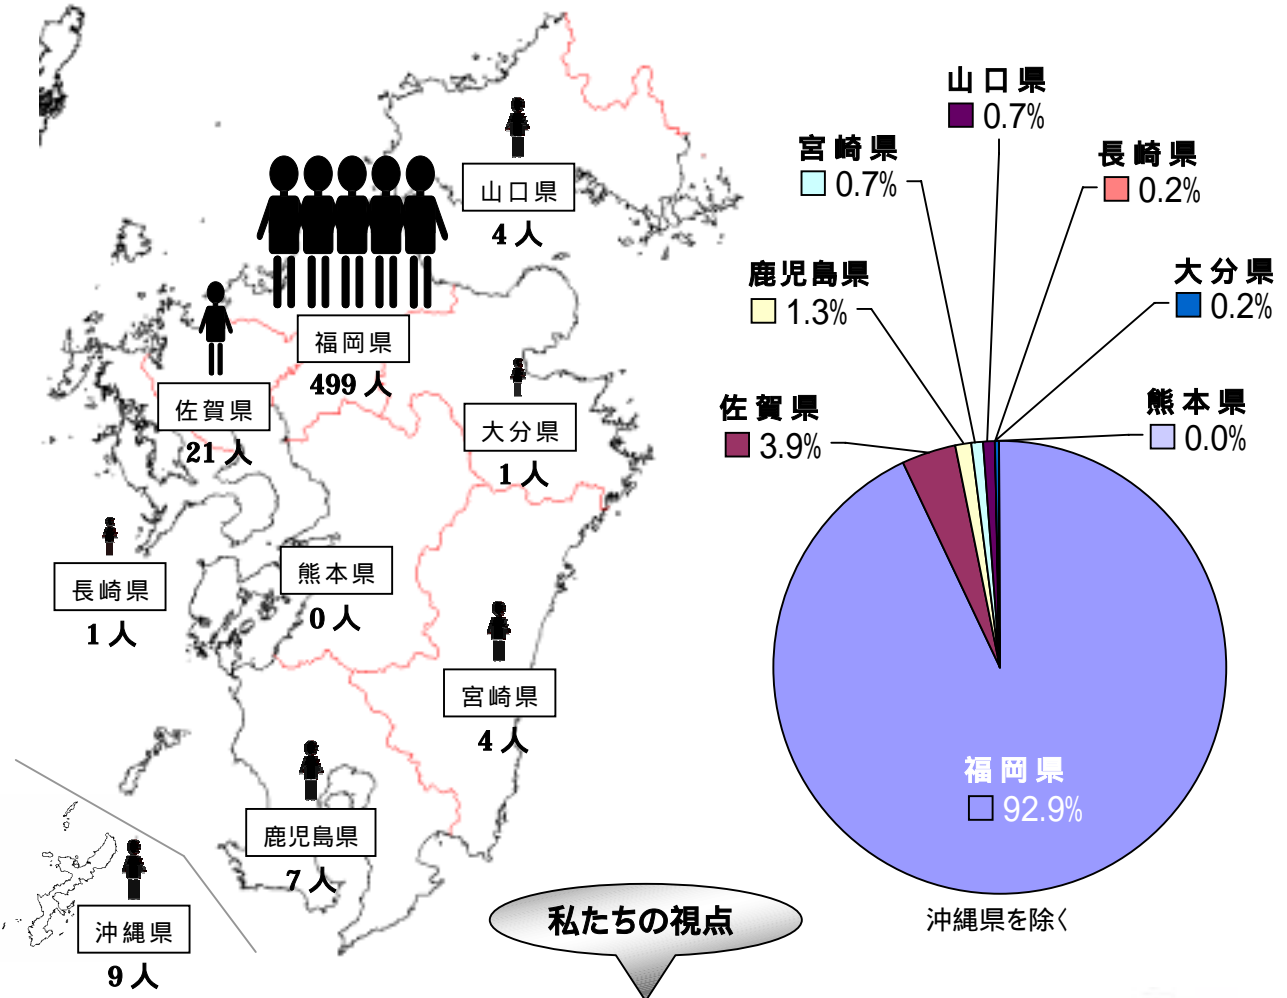 山口県
4 人
福岡県
499 人
佐賀県
21 人
大分県
1 人
長崎県
1 人
熊本県
0 人
宮崎県
4 人
鹿児島県
7 人
沖縄県
9 人
山口県
0.7%
宮崎県
0.7%
長崎県
0.2%
鹿児島県
1.3%
大分県
0.2%
佐賀県
3.9%
熊本県
0.0%
福岡県
92.9%
沖縄県を除く
私たちの視点